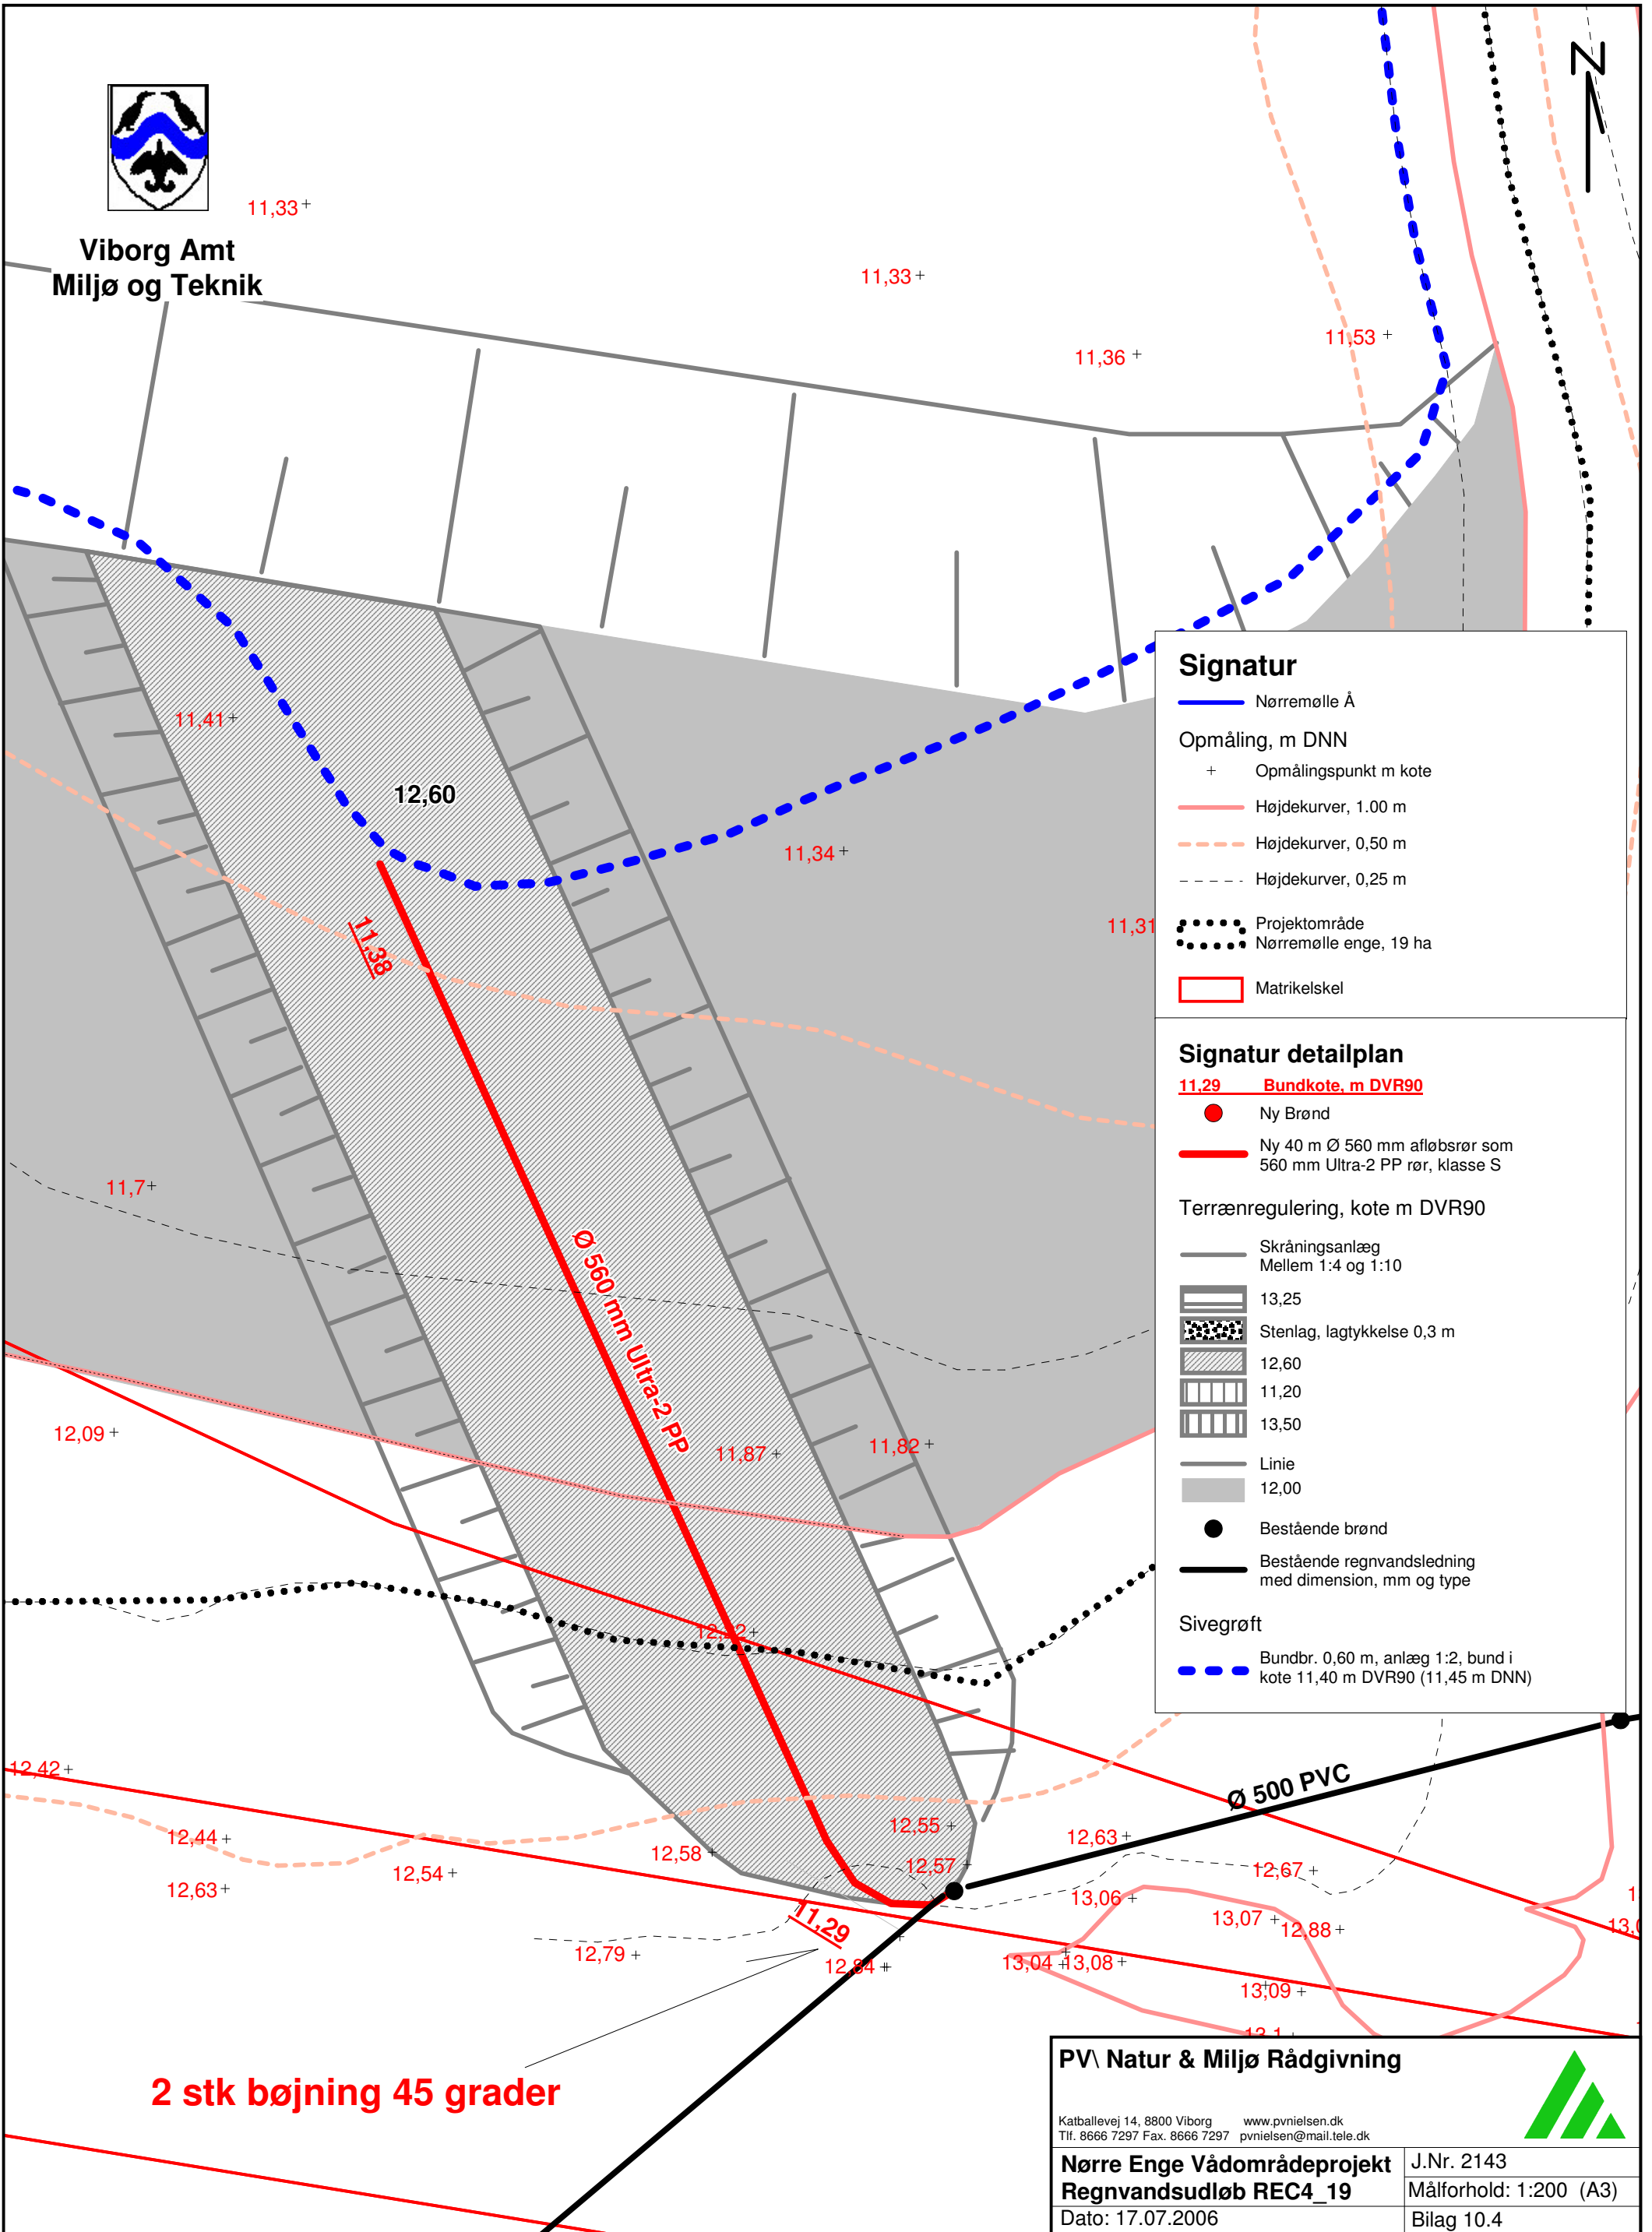 N
Viborg Amt
Miljø og Teknik
11,33
11,33
11,36
11,53
11,41
12,60
11,34
11,31
11,38
11,7
Ø 560 mm Ultra-2 PP
12,09
11,87
11,82
12,42
12,44
12,63
12,54
12,58
12,55
12,57
12,63
12,67
13,06
13,07
12,88
Ø 500 PVC
11,29
12,79
12,84
13,04
13,08
13,09
13,1
2 stk bøjning 45 grader
Signatur
Nørremølle Å
Opmåling, m DNN
+ Opmålingspunkt m kote
Højdekurver, 1.00 m
Højdekurver, 0,50 m
Højdekurver, 0,25 m
Projektområde
Nørremølle enge, 19 ha
Matrikelskel
Signatur detailplan
11,29 Bundkote, m DVR90
Ny Brønd
Ny 40 m Ø 560 mm afløbsrør som
560 mm Ultra-2 PP rør, klasse S
Terrænregulering, kote m DVR90
Skråningsanlæg
Mellem 1:4 og 1:10
13,25
Stenlag, lagtykkelse 0,3 m
12,60
11,20
13,50
Linie
12,00
Bestående brønd
Bestående regnvandsledning
med dimension, mm og type
Sivegrøft
Bundbr. 0,60 m, anlæg 1:2, bund i
kote 11,40 m DVR90 (11,45 m DNN)
PV\ Natur & Miljø Rådgivning
Katballevej 14, 8800 Viborg www.pvnielsen.dk
Tlf. 8666 7297 Fax. 8666 7297 pvnielsen@mail.tele.dk
Nørre Enge Vådområdeprojekt
Regnvandsudløb REC4_19
J.Nr. 2143
Målforhold: 1:200 (A3)
Dato: 17.07.2006
Bilag 10.4